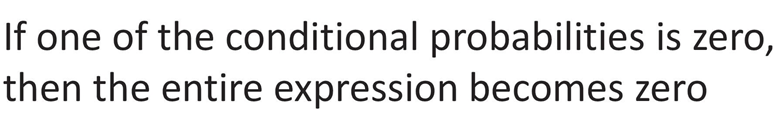 If one of the conditional probabilities is zero,
then the entire expression becomes zero